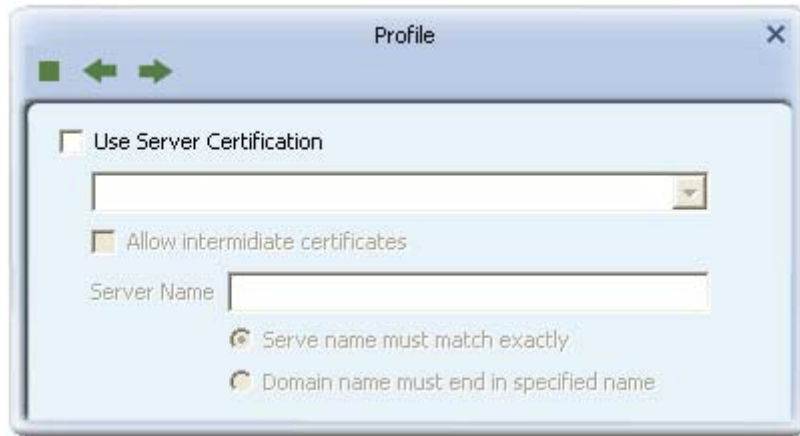 Profile
Use Server Certification
Allow intermidiate certificates
Server Name
Serve name must match exactly
Domain name must end in specified name